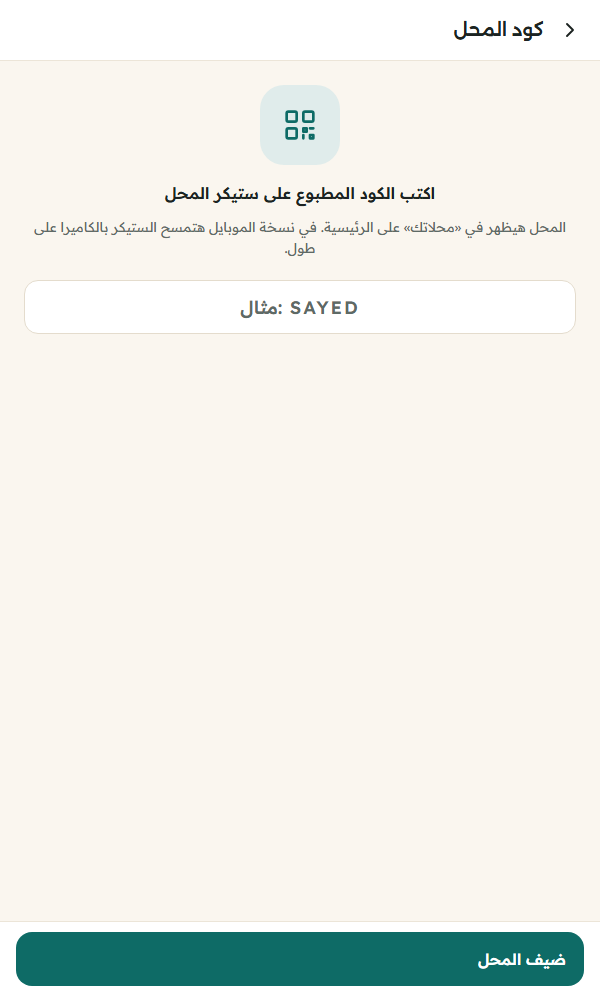 كود المحل
اكتب الكود المطبوع على ستيكر المحل
المحل هيظهر في «محلاتك» على الرئيسية. في نسخة الموبايل هتمسح الستيكر بالكاميرا على
طول.
مثال: SAYED
ضيف المحل